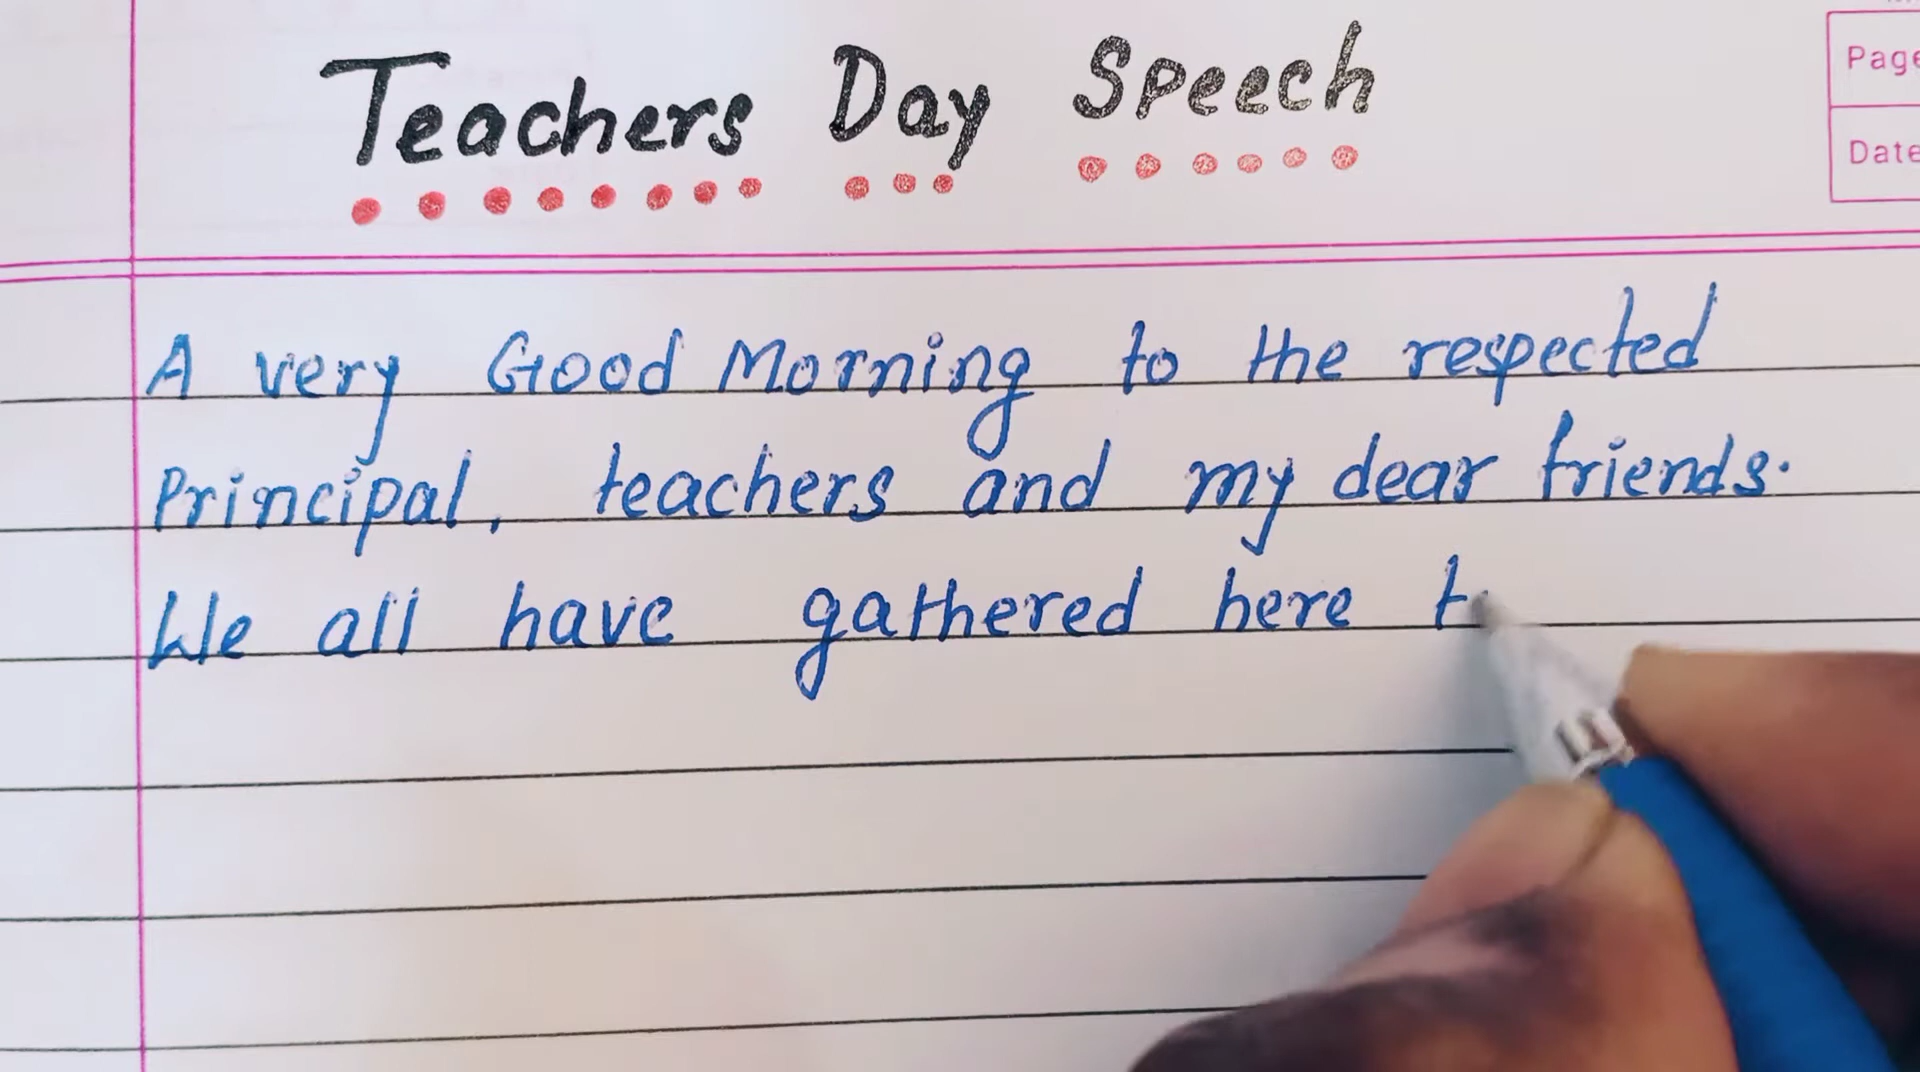 Teachers Day Speech
Page
Date
A very Good Morning to the respected
Principal, teachers and my dear friends.
We all have gathered here t